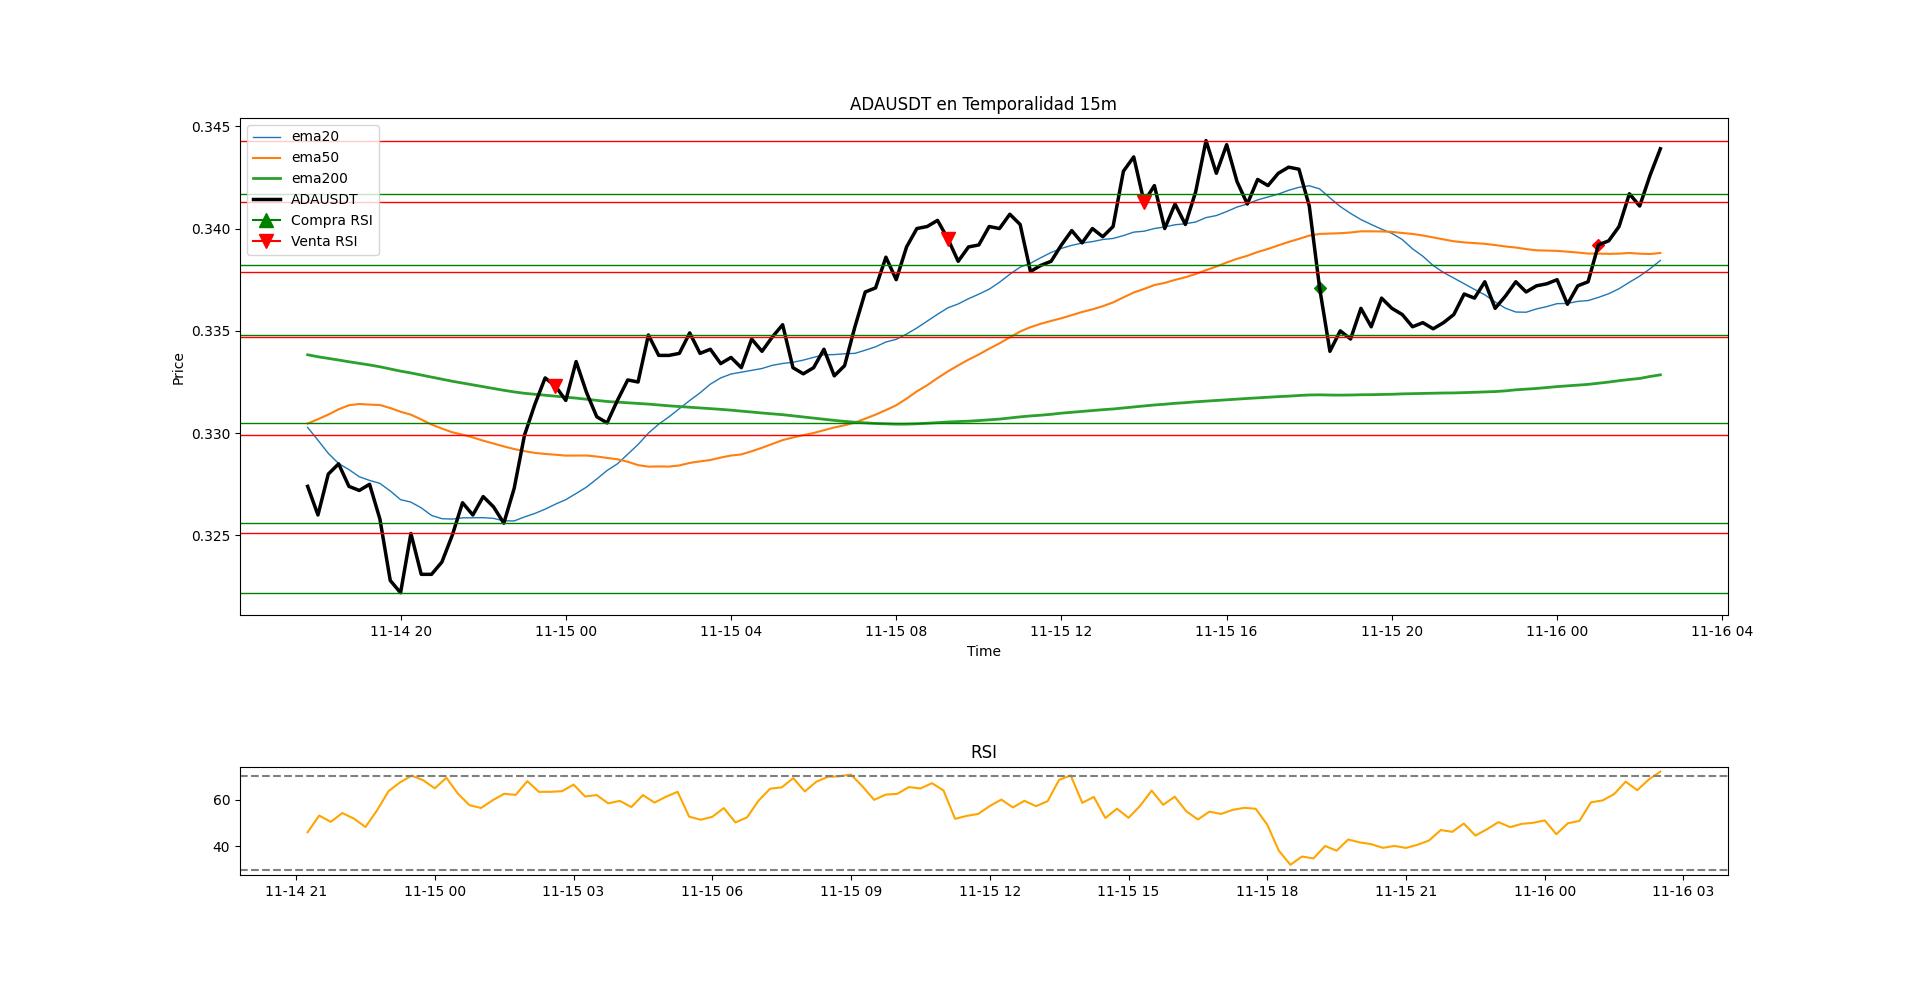 ADAUSDT en Temporalidad 15m
ema20
ema50
ema200
ADAUSDT
Compra RSI
Venta RSI
0.345
0.340
0.335
0.330
0.325
Price
11-14 20 11-15 00 11-15 04 11-15 08 11-15 12 11-15 16 11-15 20 11-16 00 11-16 04
Time
RSI
60
40
11-14 21 11-15 00 11-15 03 11-15 06 11-15 09 11-15 12 11-15 15 11-15 18 11-15 21 11-16 00 11-16 03